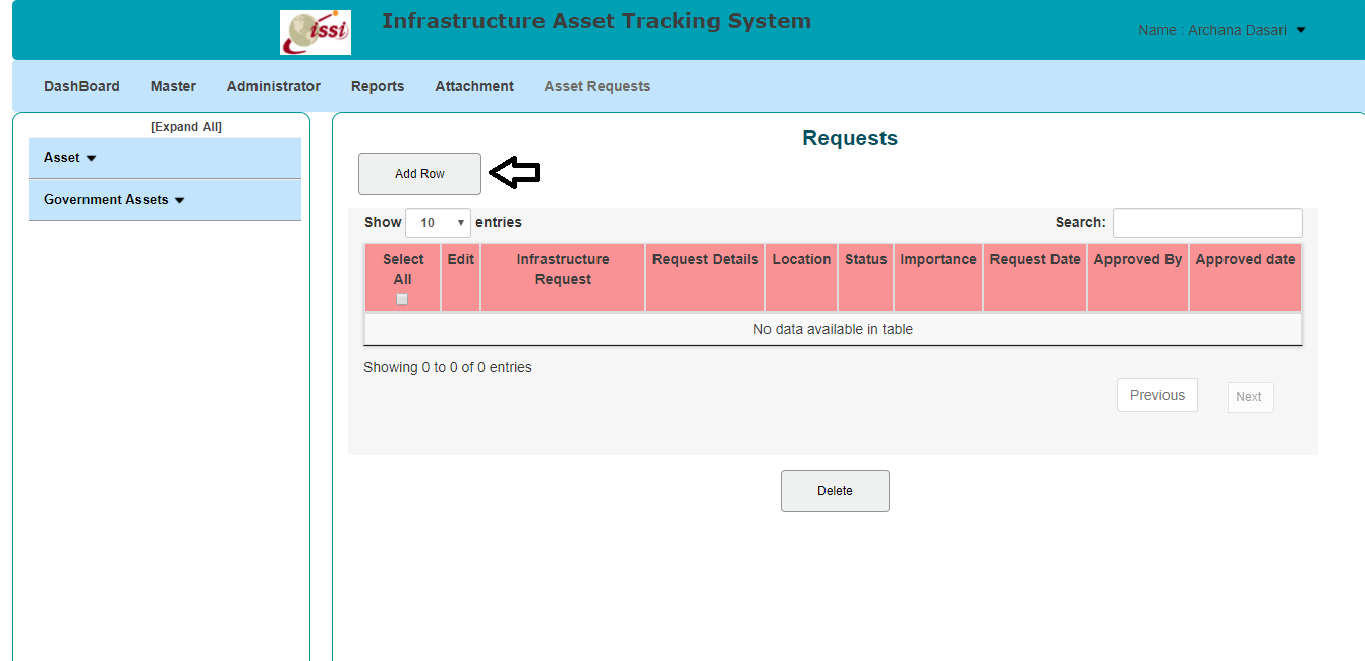 issi
Infrastructure Asset Tracking System
Name : Archana Dasari
DashBoard Master Administrator Reports Attachment Asset Requests
[Expand All]
Asset
Government Assets
Requests
Add Row
Show 10 entries Search:
Select All Edit Infrastructure Request Request Details Location Status Importance Request Date Approved By Approved date
No data available in table
Showing 0 to 0 of 0 entries
Previous Next
Delete